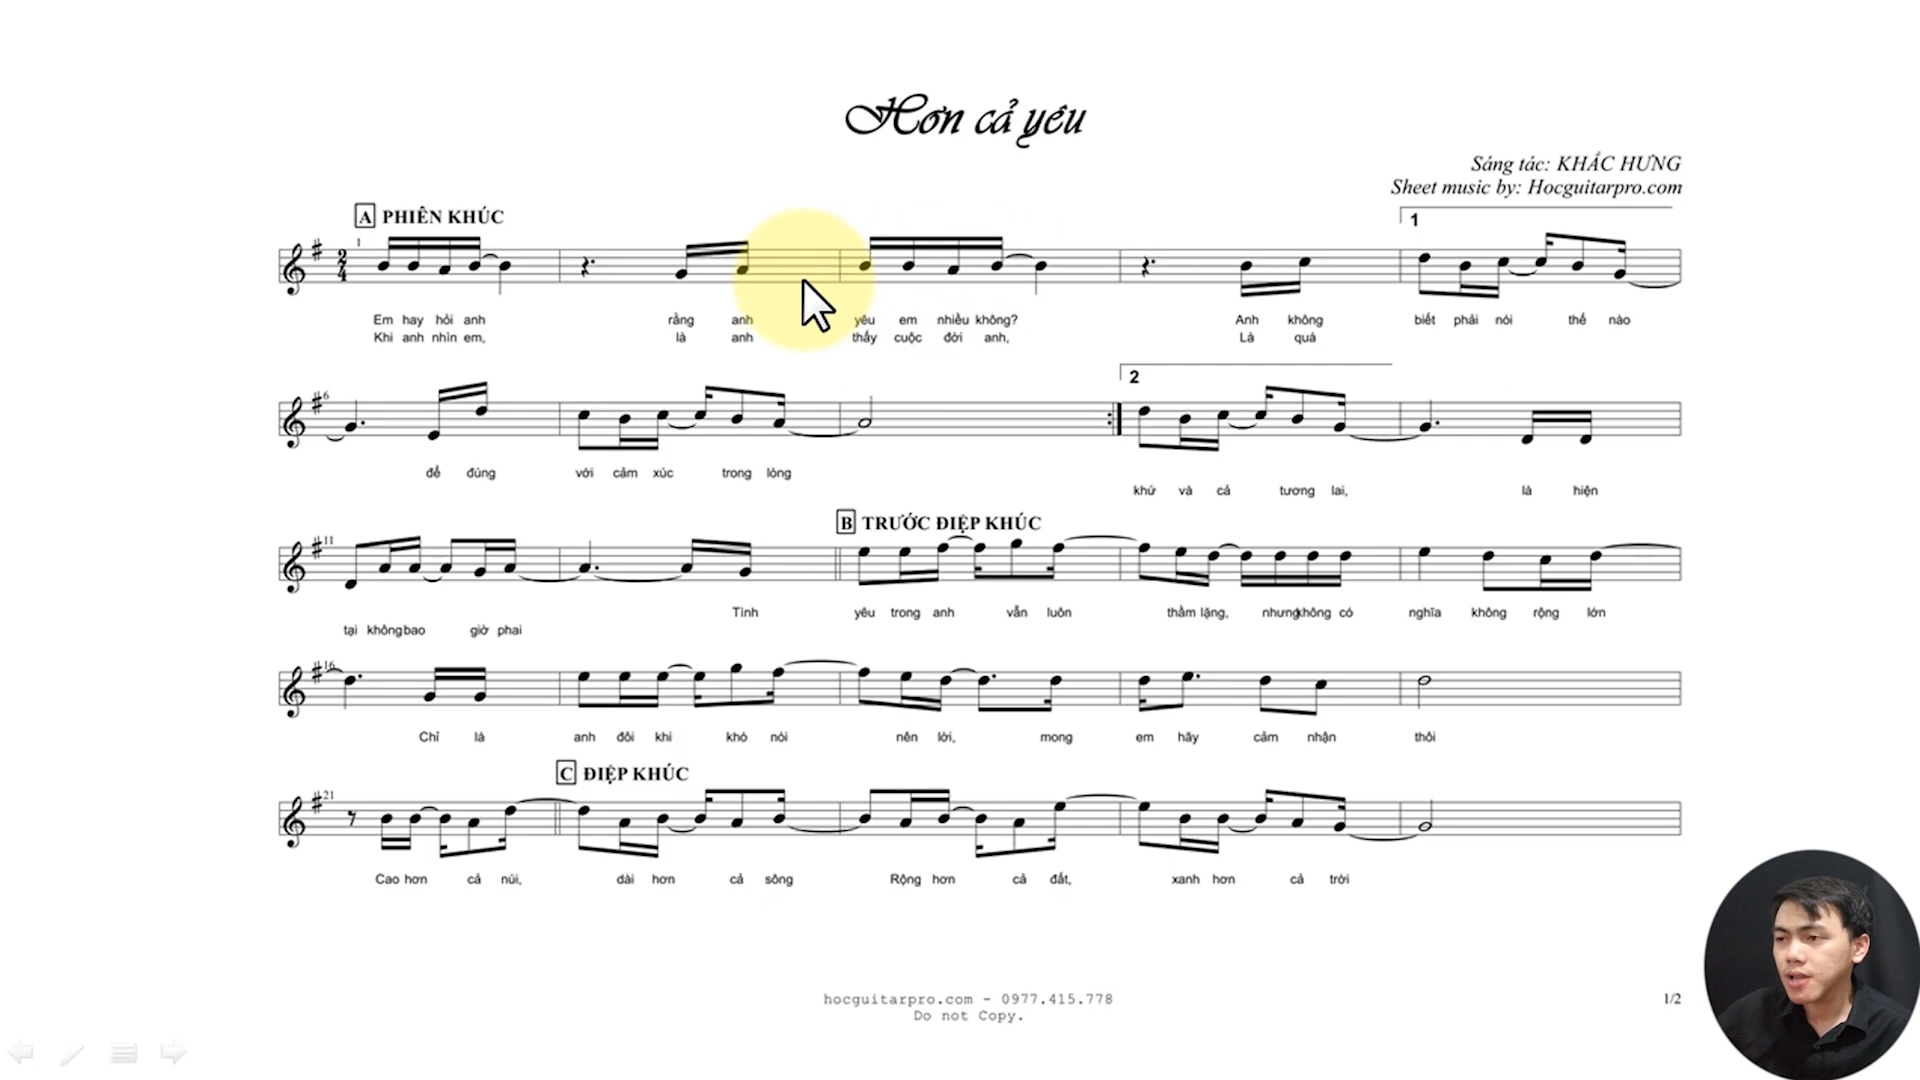 Hơn cả yêu
Sáng tác: KHẮC HƯNG
Sheet music by: Hocguitarpro.com
A PHIÊN KHÚC
1
1
2
4
Em hay hỏi anh rằng anh yêu em nhiều không? Anh không biết phải nói thế nào
Khi anh nhìn em, là anh thấy cuộc đời anh, Là quá
2
6
để đúng với cảm xúc trong lòng
khứ và cả tương lai, là hiện
B TRƯỚC ĐIỆP KHÚC
11
Tình yêu trong anh vẫn luôn thầm lặng, nhưng không có nghĩa không rộng lớn
tại không bao giờ phai
16
Chỉ là anh đôi khi khó nói nên lời, mong em hãy cảm nhận thôi
C ĐIỆP KHÚC
21
Cao hơn cả núi, dài hơn cả sông Rộng hơn cả đất, xanh hơn cả trời
hocguitarpro.com - 0977.415.778
Do not Copy.
1/2